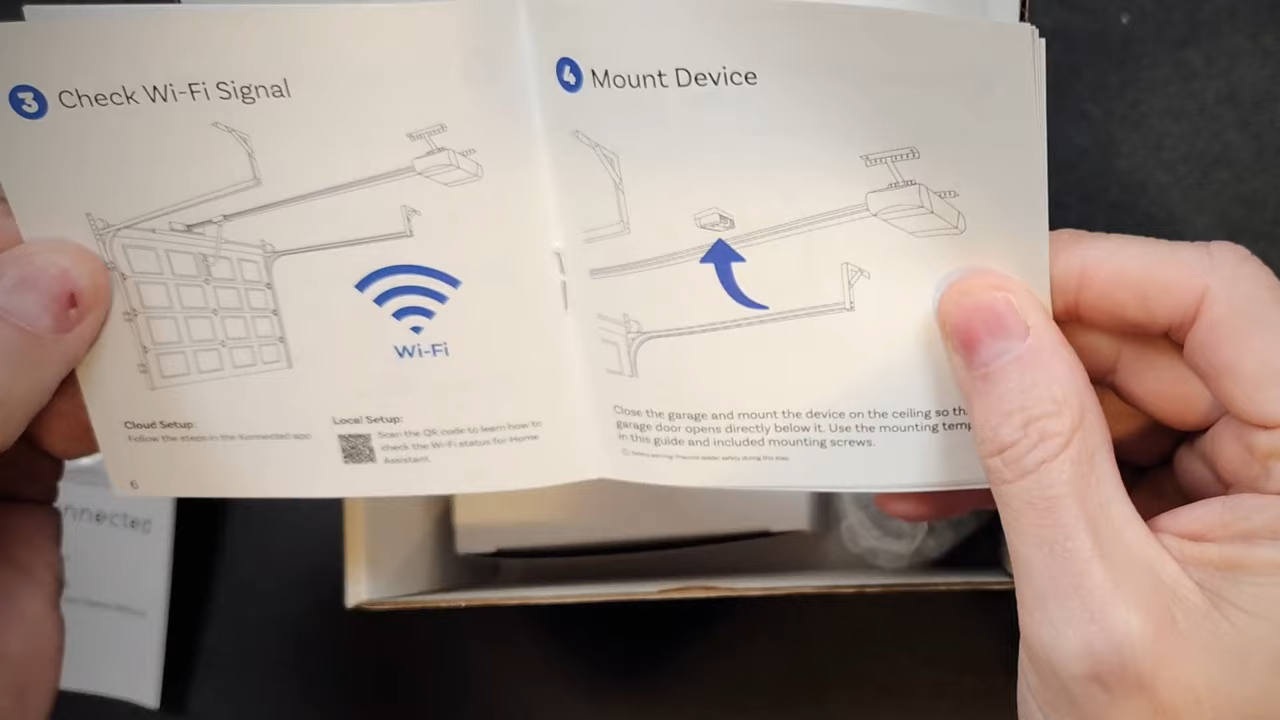 3 Check Wi-Fi Signal
Wi-Fi
Cloud Setup:
Follow the steps in the Konnected app
Local Setup:
Scan the QR code to learn how to
check the Wi-Fi status for Home
Assistant.
6
4 Mount Device
Close the garage and mount the device on the ceiling so th
garage door opens directly below it. Use the mounting temp
in this guide and included mounting screws.
nnected